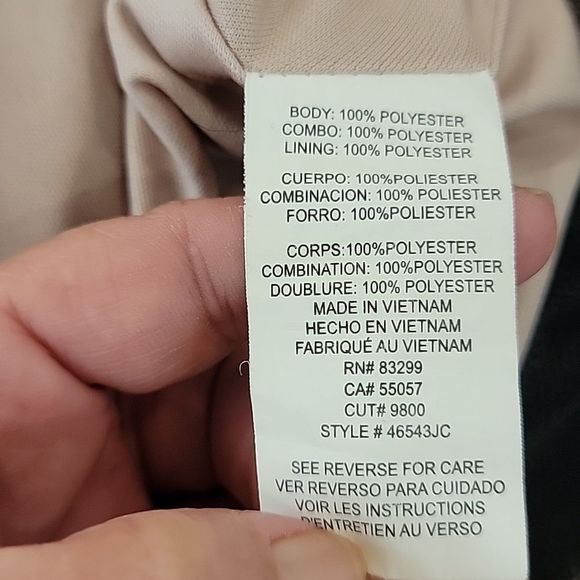 BODY: 100% POLYESTER
COMBO: 100% POLYESTER
LINING: 100% POLYESTER
CUERPO: 100%POLIESTER
COMBINACION: 100% POLIESTER
FORRO: 100%POLIESTER
CORPS:100%POLYESTER
COMBINATION: 100%POLYESTER
DOUBLURE: 100% POLYESTER
MADE IN VIETNAM
HECHO EN VIETNAM
FABRIQUÉ AU VIETNAM
RN# 83299
CA# 55057
CUT# 9800
STYLE # 46543JC
SEE REVERSE FOR CARE
VER REVERSO PARA CUIDADO
VOIR LES INSTRUCTIONS
D'ENTRETIEN AU VERSO